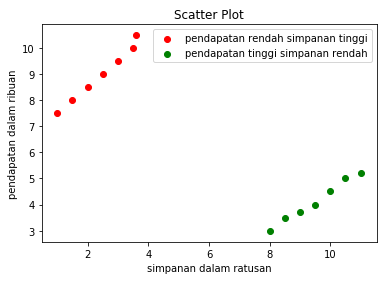 Scatter Plot
pendapatan rendah simpanan tinggi
pendapatan tinggi simpanan rendah
pendapatan dalam ribuan
10
9
8
7
6
5
4
3
2 4 6 8 10
simpanan dalam ratusan